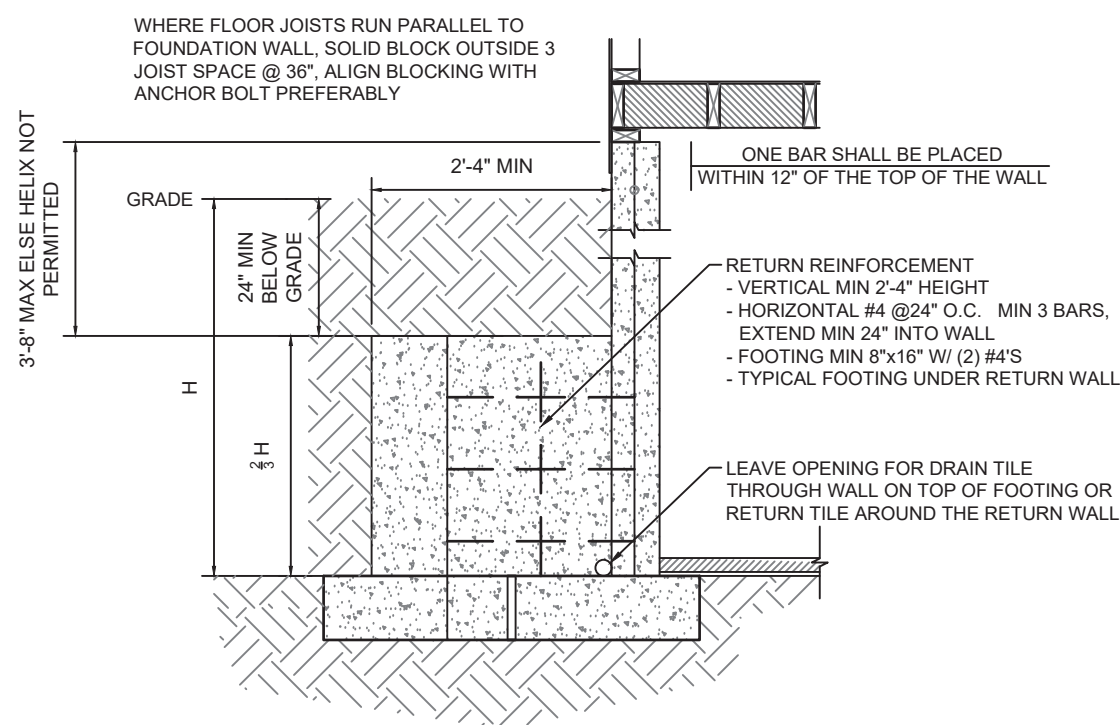 WHERE FLOOR JOISTS RUN PARALLEL TO
FOUNDATION WALL, SOLID BLOCK OUTSIDE 3
JOIST SPACE @ 36", ALIGN BLOCKING WITH
ANCHOR BOLT PREFERABLY
3'-8" MAX ELSE HELIX NOT
PERMITTED
GRADE
2'-4" MIN
24" MIN
BELOW
GRADE
H
2/3 H
ONE BAR SHALL BE PLACED
WITHIN 12" OF THE TOP OF THE WALL
RETURN REINFORCEMENT
- VERTICAL MIN 2'-4" HEIGHT
- HORIZONTAL #4 @24" O.C. MIN 3 BARS,
EXTEND MIN 24" INTO WALL
- FOOTING MIN 8"x16" W/ (2) #4'S
- TYPICAL FOOTING UNDER RETURN WALL
LEAVE OPENING FOR DRAIN TILE
THROUGH WALL ON TOP OF FOOTING OR
RETURN TILE AROUND THE RETURN WALL